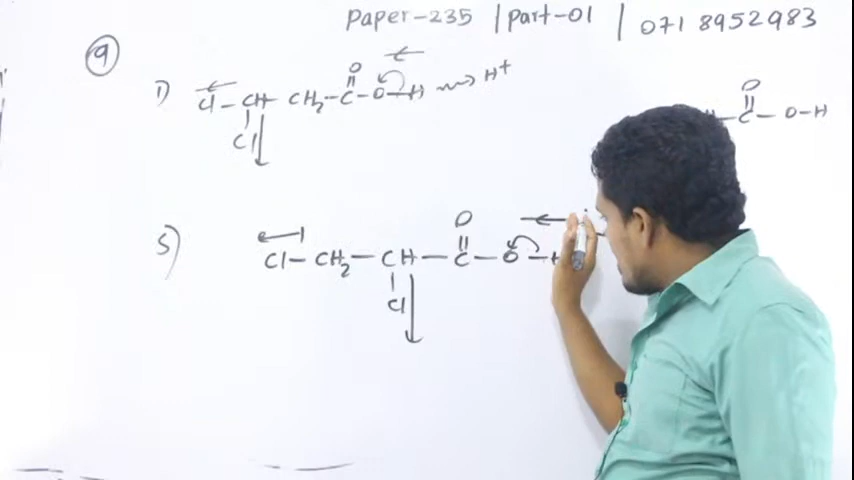 Paper-235 | Part-01 | 071 8952983
9
1) Cl - CH CH2 - C - O - H H+
O
Cl
O
C - O - H
5) Cl - CH2 - CH - C - O - H
O
Cl